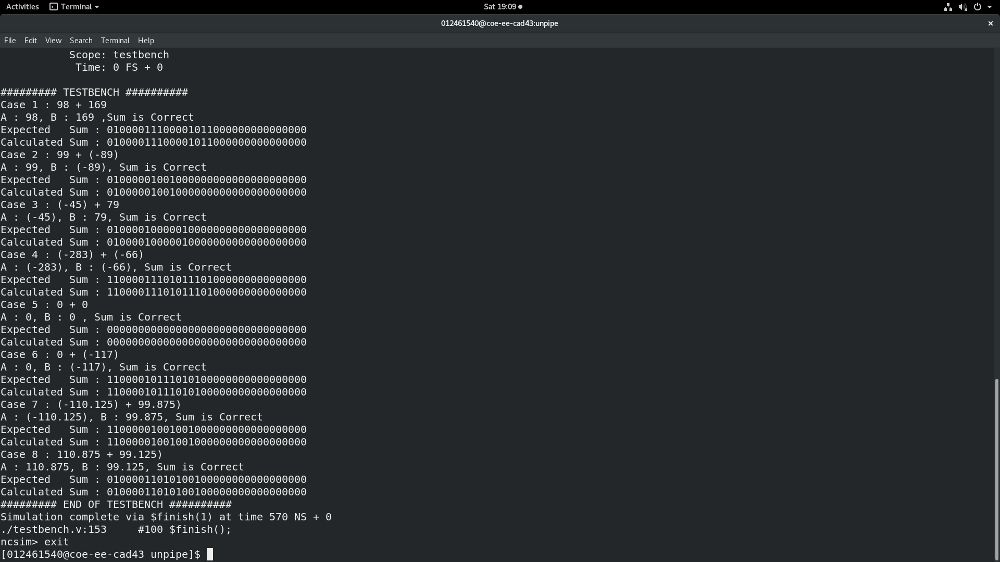 Activities
Terminal
Sat 19:09
012461540@coe-ee-cad43:unpipe
File Edit View Search Terminal Help
Scope: testbench
Time: 0 FS + 0
######### TESTBENCH ##########
Case 1 : 98 + 169
A : 98, B : 169 ,Sum is Correct
Expected   Sum : 01000011100001011000000000000000
Calculated Sum : 01000011100001011000000000000000
Case 2 : 99 + (-89)
A : 99, B : (-89), Sum is Correct
Expected   Sum : 01000001001000000000000000000000
Calculated Sum : 01000001001000000000000000000000
Case 3 : (-45) + 79
A : (-45), B : 79, Sum is Correct
Expected   Sum : 01000010000010000000000000000000
Calculated Sum : 01000010000010000000000000000000
Case 4 : (-283) + (-66)
A : (-283), B : (-66), Sum is Correct
Expected   Sum : 11000011101011101000000000000000
Calculated Sum : 11000011101011101000000000000000
Case 5 : 0 + 0
A : 0, B : 0 , Sum is Correct
Expected   Sum : 00000000000000000000000000000000
Calculated Sum : 00000000000000000000000000000000
Case 6 : 0 + (-117)
A : 0, B : (-117), Sum is Correct
Expected   Sum : 11000010111010100000000000000000
Calculated Sum : 11000010111010100000000000000000
Case 7 : (-110.125) + 99.875)
A : (-110.125), B : 99.875, Sum is Correct
Expected   Sum : 11000001001001000000000000000000
Calculated Sum : 11000001001001000000000000000000
Case 8 : 110.875 + 99.125)
A : 110.875, B : 99.125, Sum is Correct
Expected   Sum : 01000011010100100000000000000000
Calculated Sum : 01000011010100100000000000000000
######### END OF TESTBENCH ##########
Simulation complete via $finish(1) at time 570 NS + 0
./testbench.v:153     #100 $finish();
ncsim> exit
[012461540@coe-ee-cad43 unpipe]$